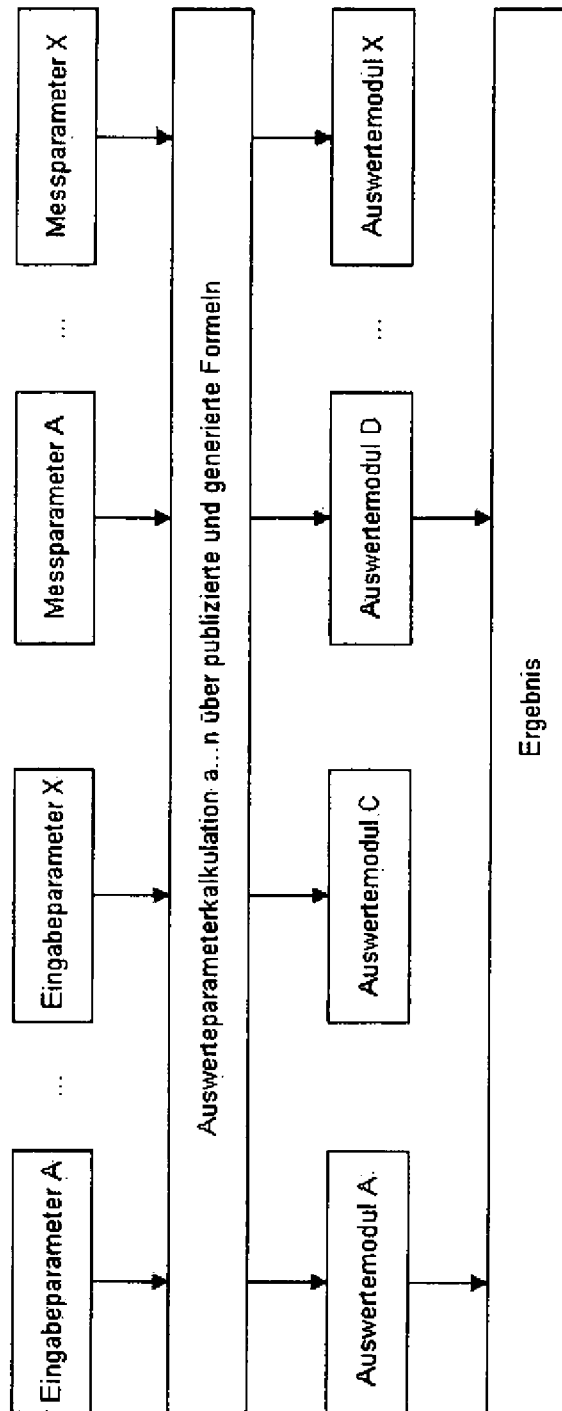 Eingabeparameter A
...
Eingabeparameter X
Messparameter A
...
Messparameter X
Auswerteparameterkalkulation a...n über publizierte und generierte Formeln
Auswertemodul A.
Auswertemodul C
Auswertemodul D
...
Auswertemodul X
Ergebnis